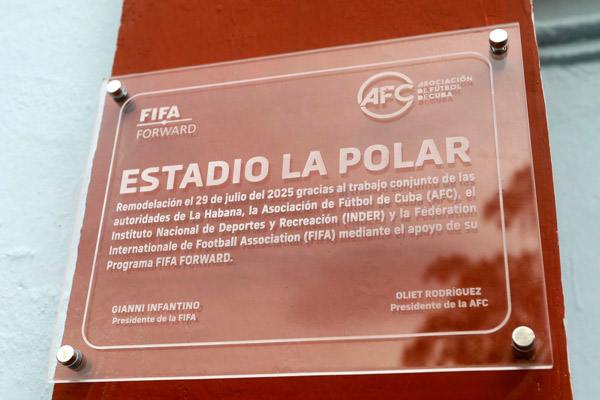 FIFA
FORWARD
AFC
ASOCIACIÓN
DE FÚTBOL
DE CUBA
ESTADIO LA POLAR
Remodelación el 29 de julio del 2025 gracias al trabajo conjunto de las
autoridades de La Habana, la Asociación de Fútbol de Cuba (AFC), el
Instituto Nacional de Deportes y Recreación (INDER) y la Fédération
Internationale de Football Association (FIFA) mediante el apoyo de su
Programa FIFA FORWARD.
GIANNI INFANTINO
Presidente de la FIFA
OLIET RODRÍGUEZ
Presidente de la AFC